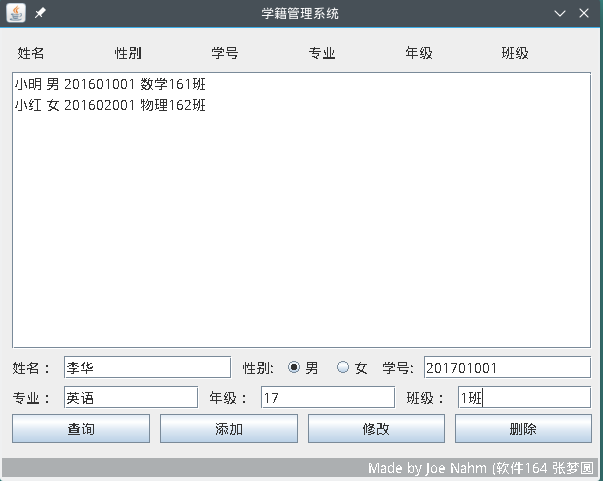 学籍管理系统
姓名 性别 学号 专业 年级 班级
小明 男 201601001 数学161班
小红 女 201602001 物理162班
姓名： 李华 性别: 男 女 学号: 201701001
专业： 英语 年级： 17 班级： 1班
查询 添加 修改 删除
Made by Joe Nahm (软件164 张梦圆